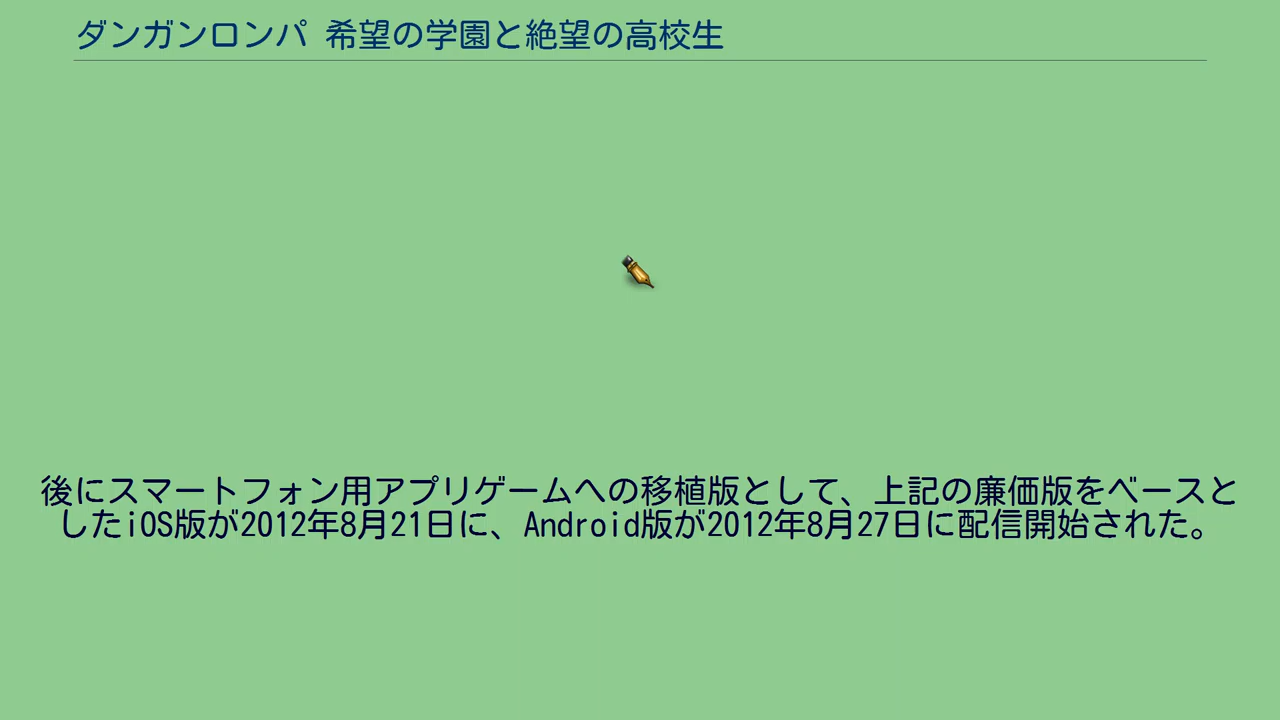 ダンガンロンパ 希望の学園と絶望の高校生
後にスマートフォン用アプリゲームへの移植版として、上記の廉価版をベースと
したiOS版が2012年8月21日に、Android版が2012年8月27日に配信開始された。